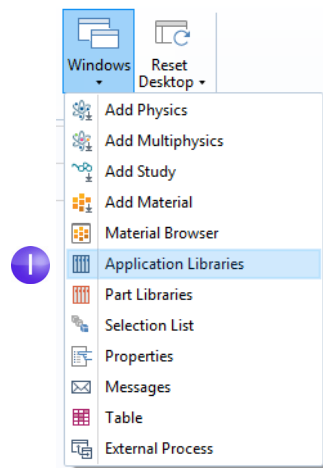 Windows
Reset
Desktop
Add Physics
Add Multiphysics
Add Study
Add Material
Material Browser
I
Application Libraries
Part Libraries
Selection List
Properties
Messages
Table
External Process